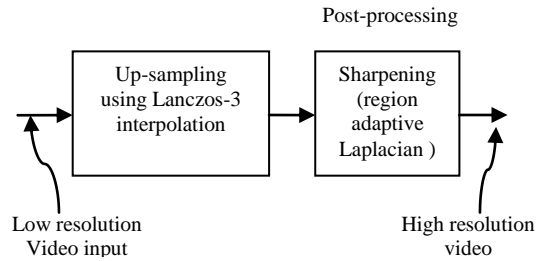 Post-processing
Up-sampling
using Lanczos-3
interpolation
Sharpening
(region
adaptive
Laplacian )
Low resolution
Video input
High resolution
video